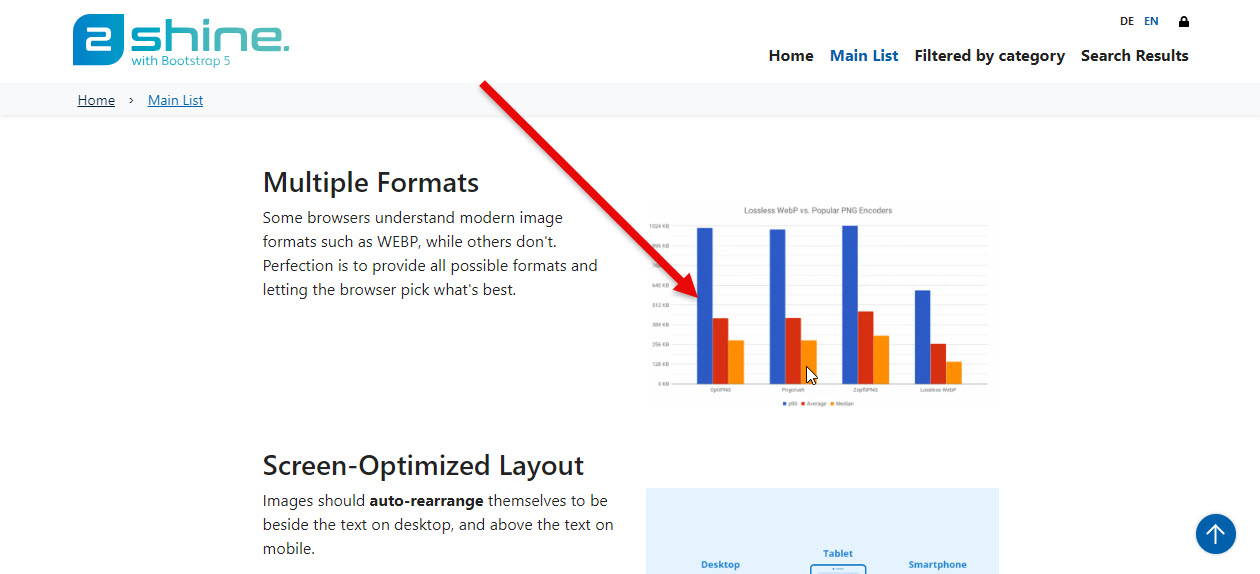 2shine.
with Bootstrap 5
DE EN
Home Main List Filtered by category Search Results
Home › Main List
Multiple Formats
Some browsers understand modern image
formats such as WEBP, while others don't.
Perfection is to provide all possible formats and
letting the browser pick what's best.
Lossless WebP vs. Popular PNG Encoders
1024 KB
896 KB
640 KB
512 KB
384 KB
256 KB
128 KB
0 KB
OptiPNG Pngcrush ZopfliPNG Lossless WebP
p90 Average Median
Screen-Optimized Layout
Images should auto-rearrange themselves to be
beside the text on desktop, and above the text on
mobile.
Desktop Tablet Smartphone